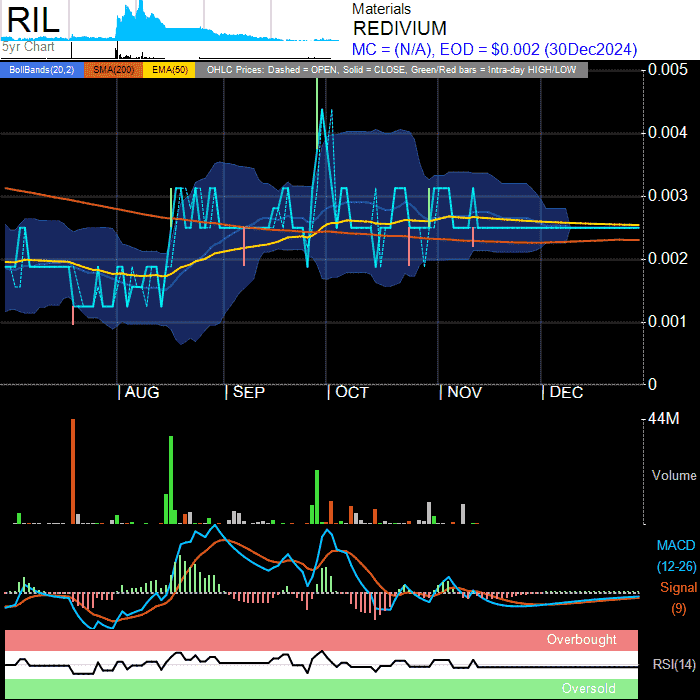 RIL
5yr Chart
Materials
REDIVIUM
MC = (N/A), EOD = $0.002 (30Dec2024)
BollBands(20,2) SMA(200) EMA(50) OHLC Prices: Dashed = OPEN, Solid = CLOSE, Green/Red bars = Intra-day HIGH/LOW
0.005
0.004
0.003
0.002
0.001
0
| AUG | SEP | OCT | NOV | DEC
44M
Volume
MACD
(12-26)
Signal
(9)
Overbought
RSI(14)
Oversold